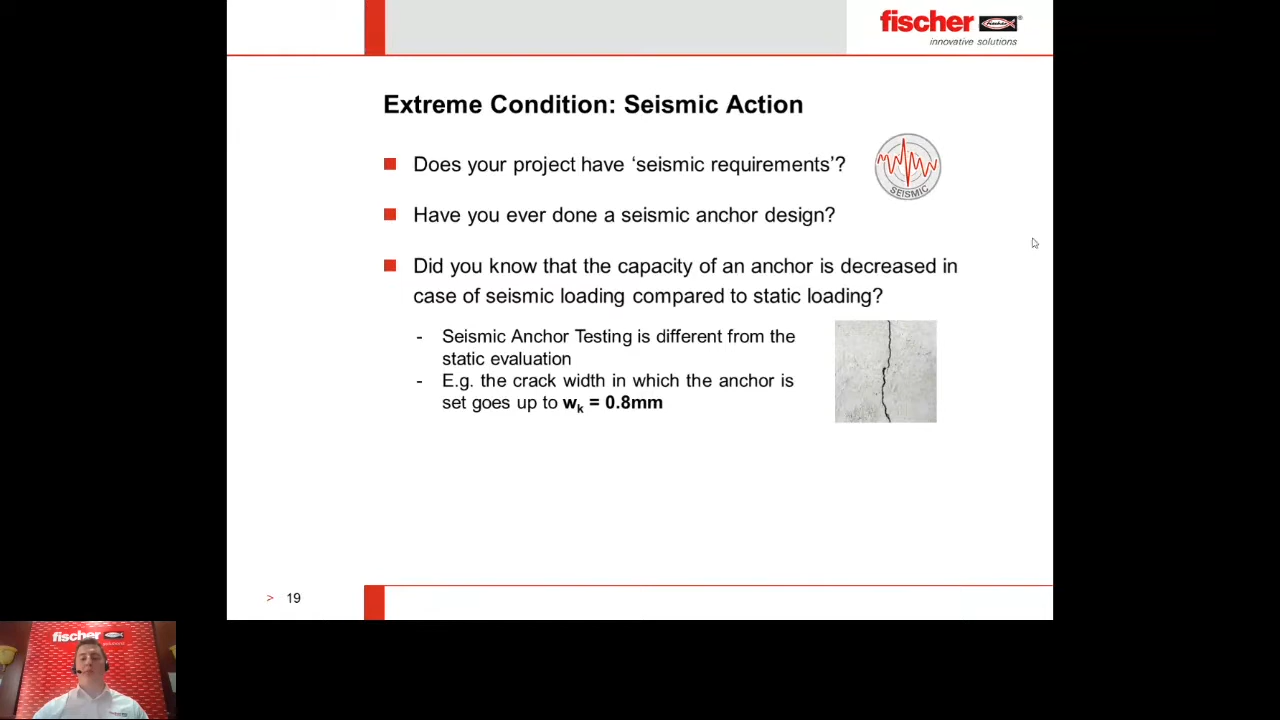 fischer
innovative solutions
Extreme Condition: Seismic Action
Does your project have ‘seismic requirements’?
SEISMIC
Have you ever done a seismic anchor design?
Did you know that the capacity of an anchor is decreased in
case of seismic loading compared to static loading?
- Seismic Anchor Testing is different from the
static evaluation
- E.g. the crack width in which the anchor is
set goes up to wk = 0.8mm
> 19
fischer
solutions